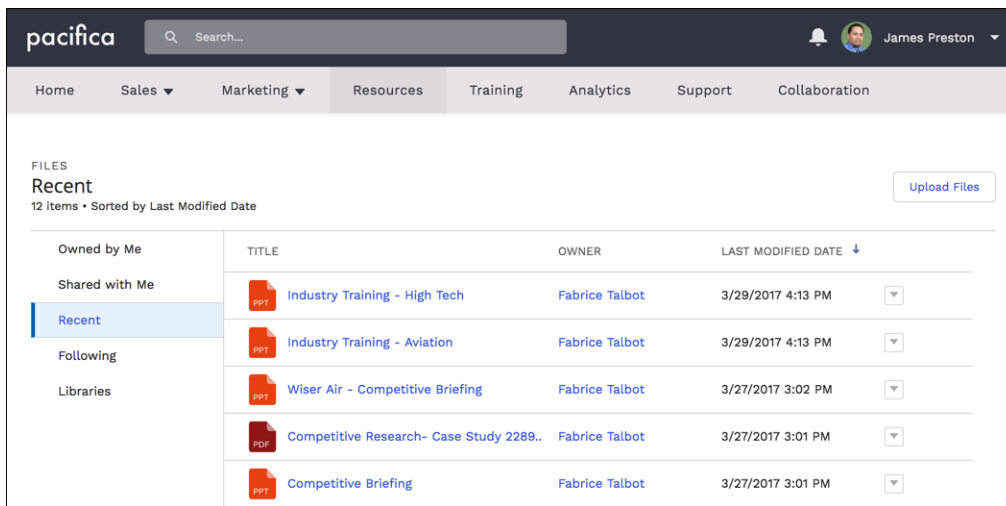 pacifica
Search...
James Preston
Home Sales Marketing Resources Training Analytics Support Collaboration
FILES
Recent
12 items • Sorted by Last Modified Date
Upload Files
Owned by Me
Shared with Me
Recent
Following
Libraries
TITLE OWNER LAST MODIFIED DATE
PPT Industry Training - High Tech Fabrice Talbot 3/29/2017 4:13 PM
PPT Industry Training - Aviation Fabrice Talbot 3/29/2017 4:13 PM
PPT Wiser Air - Competitive Briefing Fabrice Talbot 3/27/2017 3:02 PM
PDF Competitive Research- Case Study 2289.. Fabrice Talbot 3/27/2017 3:01 PM
PPT Competitive Briefing Fabrice Talbot 3/27/2017 3:01 PM